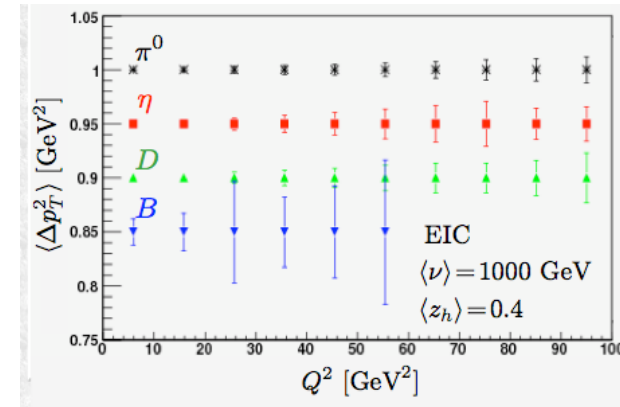 1.05
1
0.95
0.9
0.85
0.8
0.75
⟨Δp_T^2⟩ [GeV^2]
π^0
η
D
B
EIC
⟨ν⟩=1000 GeV
⟨z_h⟩=0.4
0 10 20 30 40 50 60 70 80 90 100
Q^2 [GeV^2]